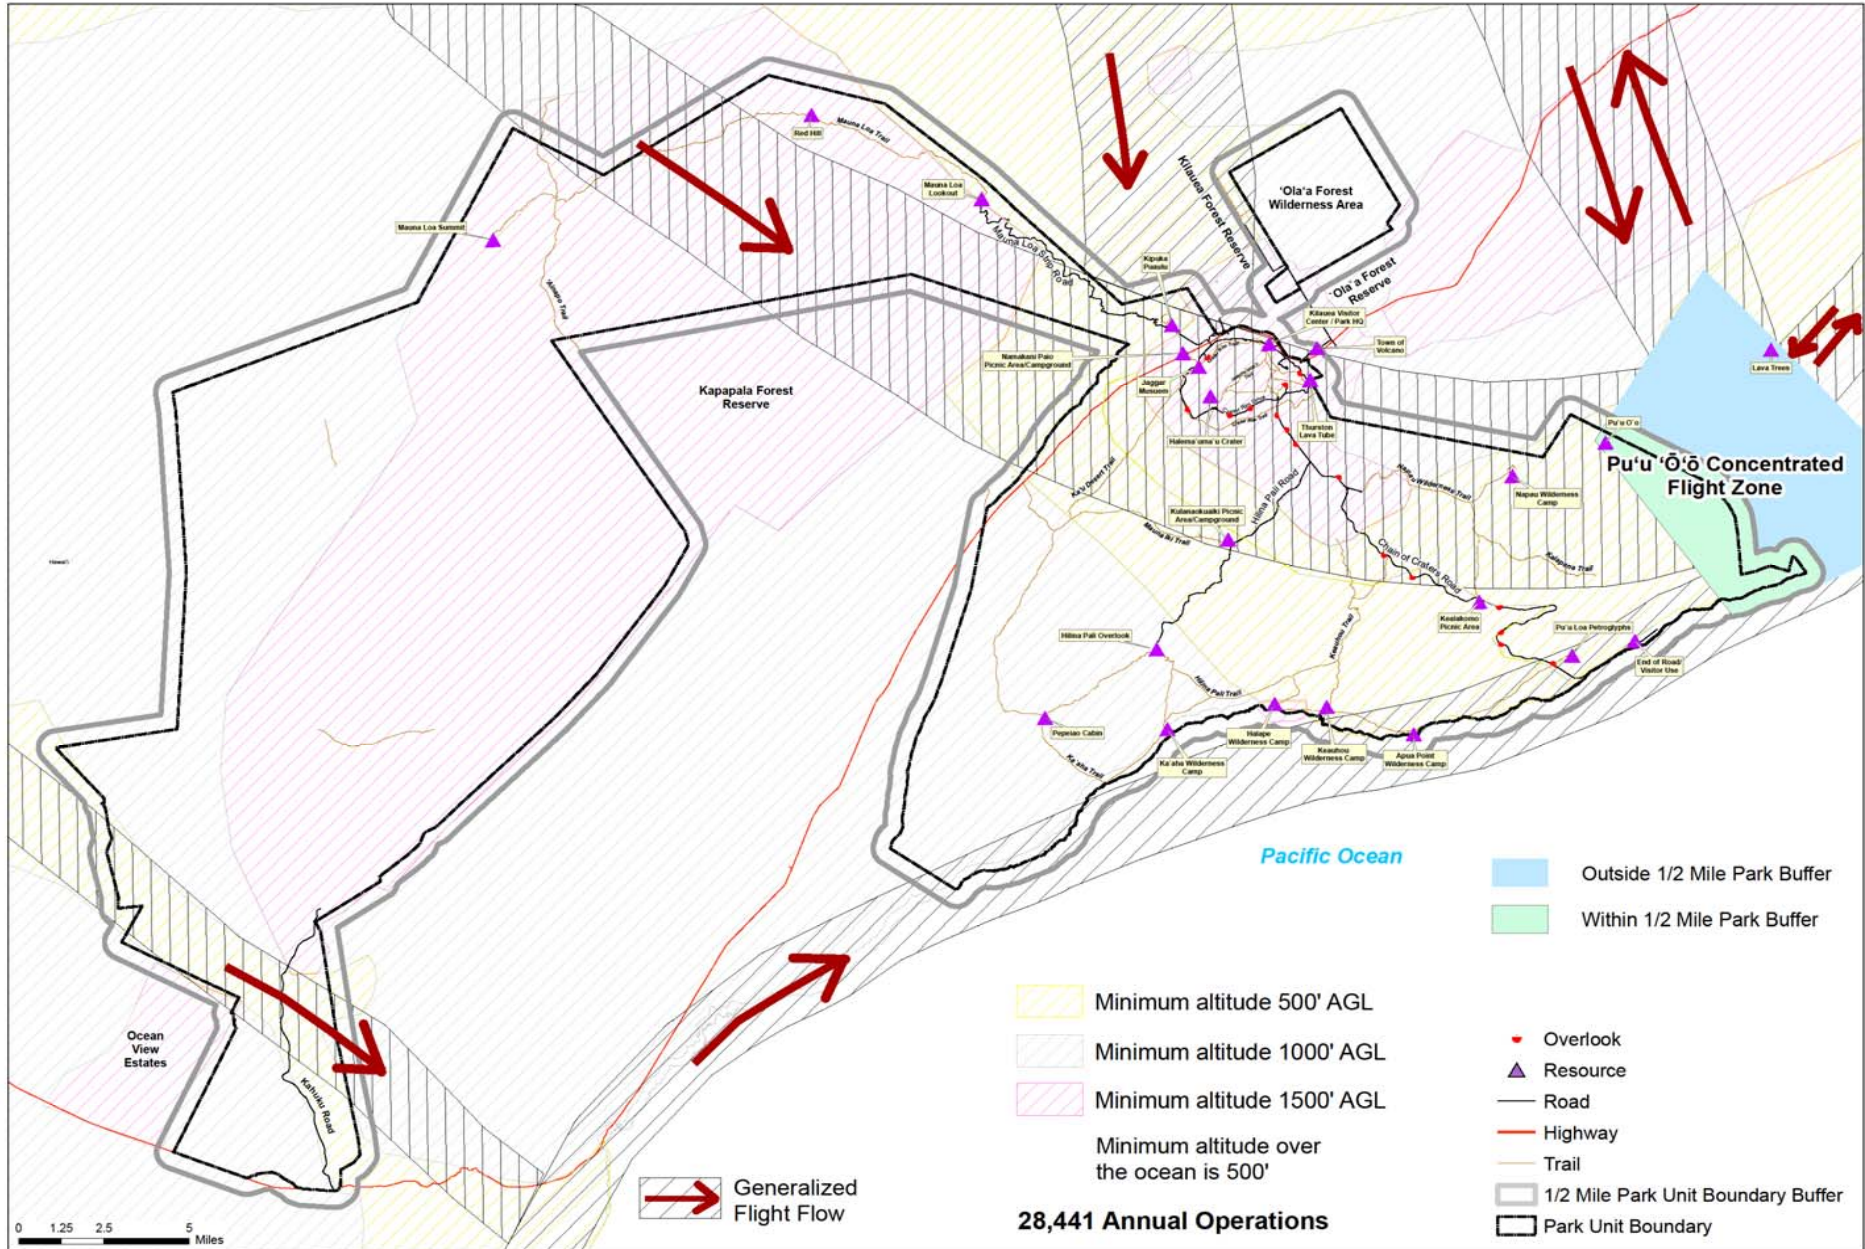 Red Hill
Mauna Loa Trail
Mauna Loa
Lookout
Mauna Loa Summit
'Ainapo Trail
Mauna Loa Strip Road
Kilauea Forest Reserve
'Ola'a Forest
Wilderness Area
'Ola'a Forest
Reserve
Kipuka
Puaulu
Kilauea Visitor
Center / Park HQ
Town of
Volcano
Namakani Paio
Picnic Area/Campground
Jaggar
Museum
Halema'uma'u Crater
Thurston
Lava Tube
Lava Trees
Kapapala Forest
Reserve
Pu'u O'o
Pu'u 'Ō'ō Concentrated
Flight Zone
Napau Wilderness
Camp
Ka'u Desert Trail
Kulanaokuaiki Picnic
Area/Campground
Hilina Pali Road
Mauna Iki Trail
Chain of Craters Road
Kalapana Trail
Hawai'i
Kealakomo
Picnic Area
Pu'u Loa Petroglyphs
Keauhou Trail
Hilina Pali Overlook
End of Road/
Visitor Use
Hilina Pali Trail
Pepeiao Cabin
Ka'aha Trail
Ka'aha Wilderness
Camp
Halape
Wilderness Camp
Keauhou
Wilderness Camp
Apua Point
Wilderness Camp
Pacific Ocean
Outside 1/2 Mile Park Buffer
Within 1/2 Mile Park Buffer
Ocean
View
Estates
Kahuku Road
Minimum altitude 500' AGL
Minimum altitude 1000' AGL
Minimum altitude 1500' AGL
Minimum altitude over
the ocean is 500'
28,441 Annual Operations
Overlook
Resource
Road
Highway
Trail
1/2 Mile Park Unit Boundary Buffer
Park Unit Boundary
Generalized
Flight Flow
0 1.25 2.5 5
Miles